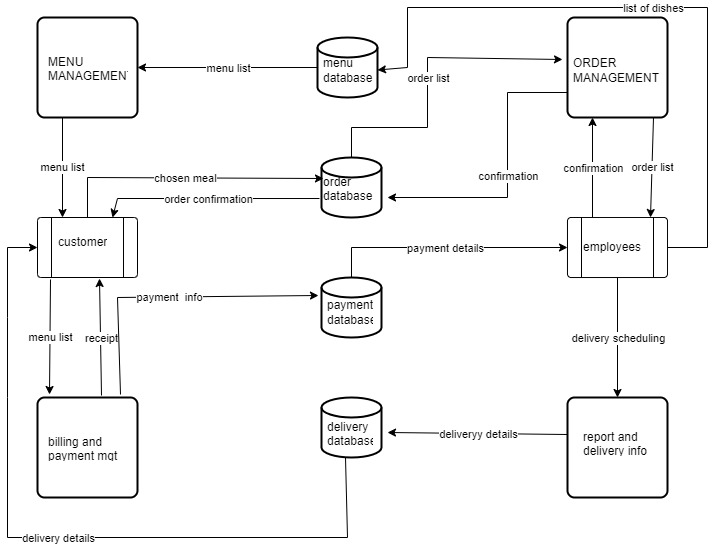 list of dishes
MENU
MANAGEMEN
menu list
menu
database
order list
ORDER
MANAGEMENT
menu list
chosen meal
order
database
order confirmation
confirmation
confirmation
order list
customer
payment details
employees
payment info
payment
database
menu list
receipt
delivery scheduling
billing and
payment mgt
delivery
database
deliveryy details
report and
delivery info
delivery details